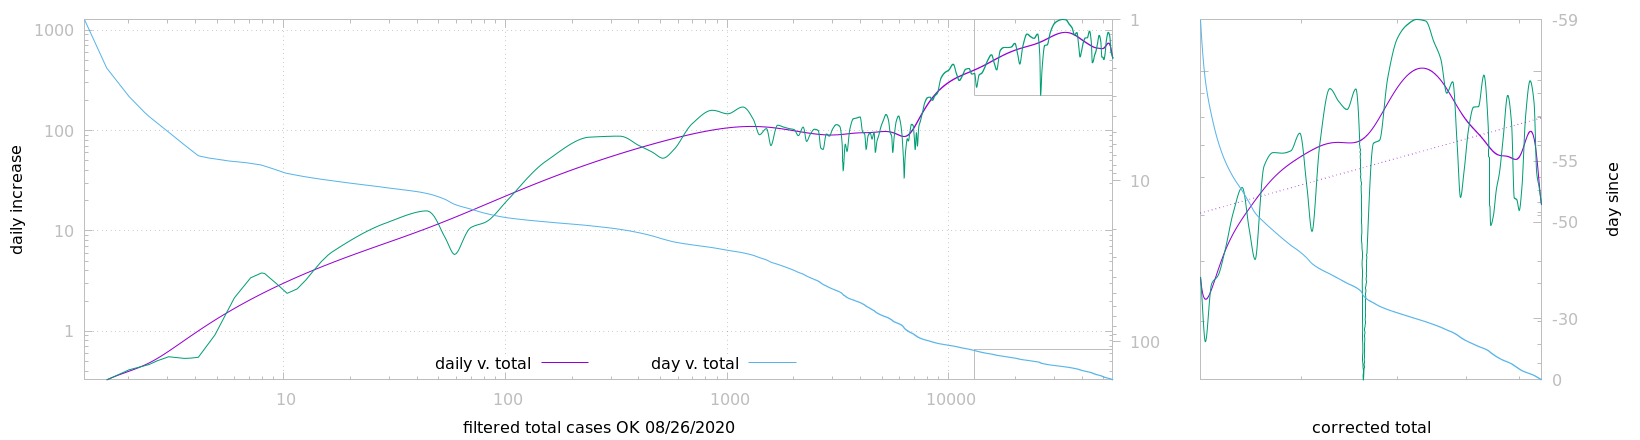 1000
100
10
1
daily increase
10
100
1000
10000
filtered total cases OK 08/26/2020
daily v. total
day v. total
1
10
100
-59
-55
-50
-30
0
day since
corrected total